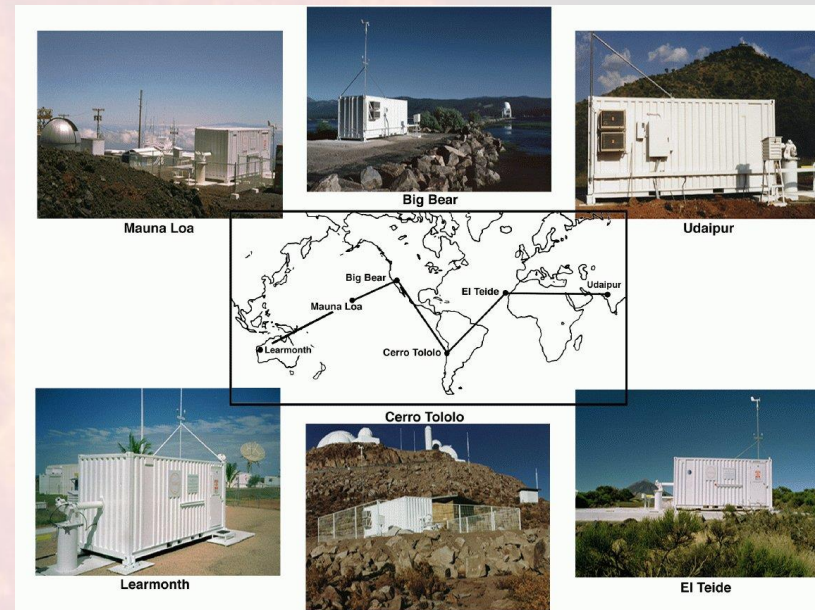 Mauna Loa
Big Bear
Udaipur
Big Bear
Udaipur
El Teide
Mauna Loa
Learmonth
Cerro Tololo
Cerro Tololo
Learmonth
El Teide